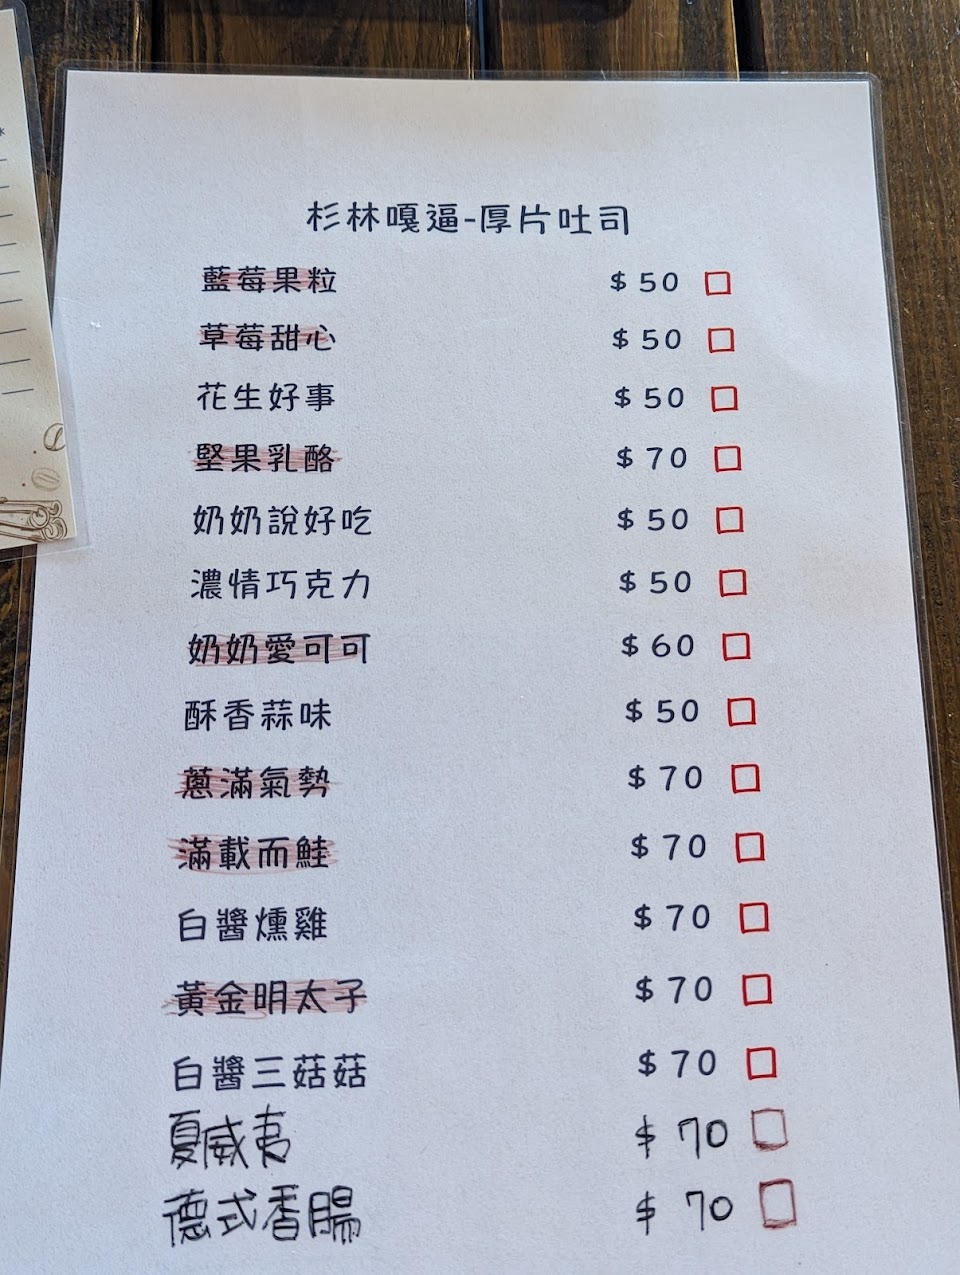 杉林嘎逼-厚片吐司
藍莓果粒 $50 □
草莓甜心 $50 □
花生好事 $50 □
堅果乳酪 $70 □
奶奶說好吃 $50 □
濃情巧克力 $50 □
奶奶愛可可 $60 □
酥香蒜味 $50 □
蔥滿氣勢 $70 □
滿載而鮭 $70 □
白醬燻雞 $70 □
黃金明太子 $70 □
白醬三菇菇 $70 □
夏威夷 $70 □
德式香腸 $70 □